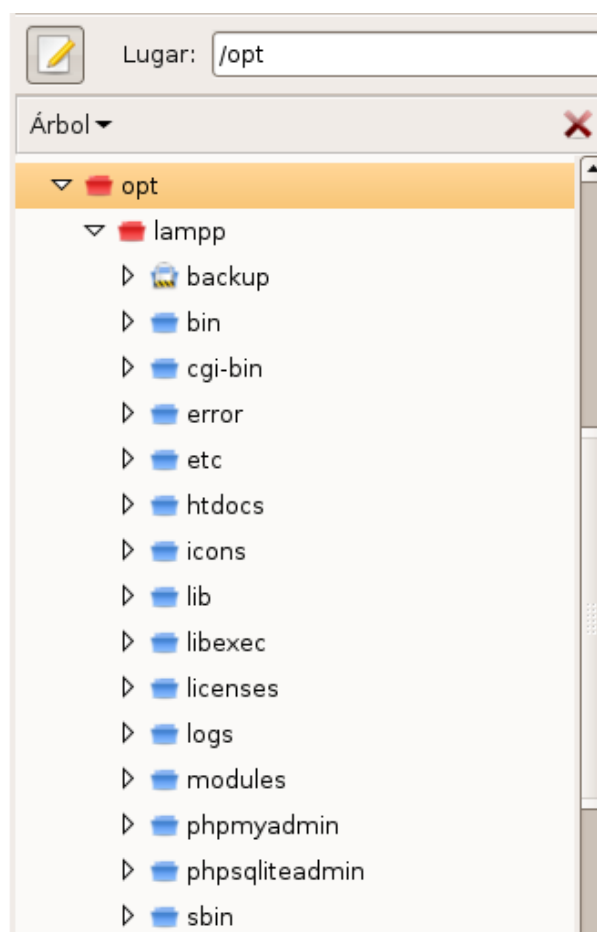 Lugar: /opt
Árbol
opt
lampp
backup
bin
cgi-bin
error
etc
htdocs
icons
lib
libexec
licenses
logs
modules
phpmyadmin
phpsqliteadmin
sbin